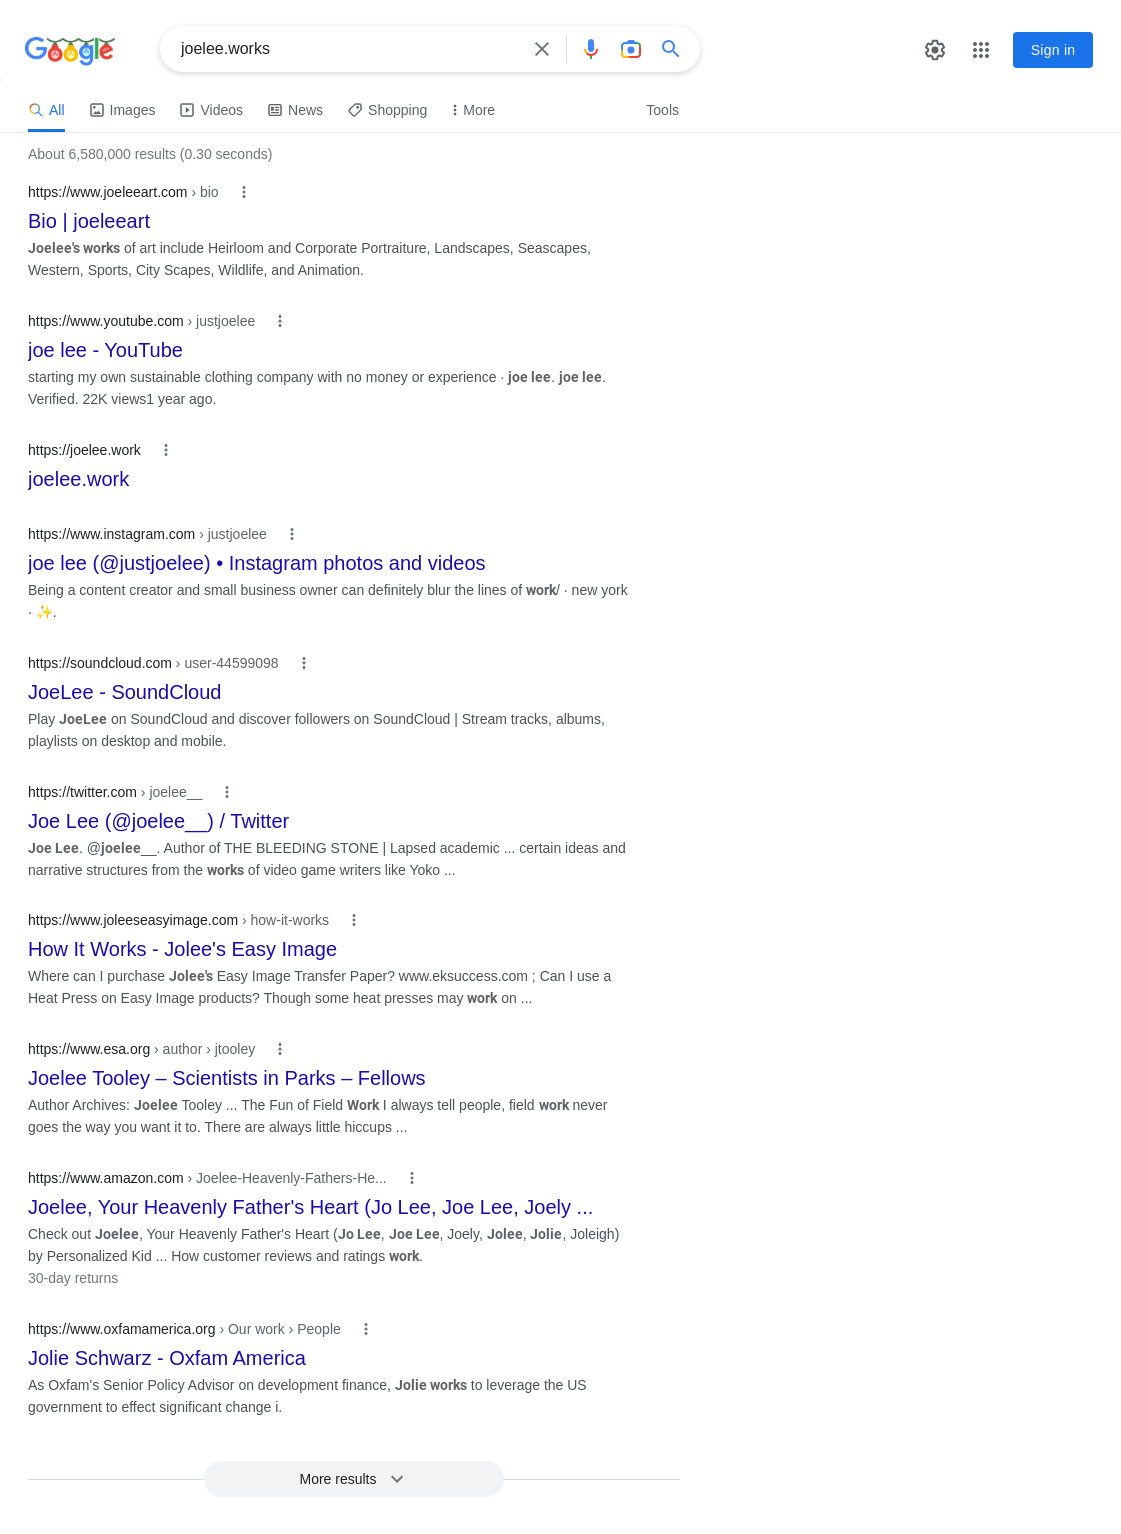 Google
joelee.works
Sign in
All
Images
Videos
News
Shopping
More
Tools
About 6,580,000 results (0.30 seconds)
https://www.joeleeart.com › bio
Bio | joeleeart
Joelee's works of art include Heirloom and Corporate Portraiture, Landscapes, Seascapes,
Western, Sports, City Scapes, Wildlife, and Animation.
https://www.youtube.com › justjoelee
joe lee - YouTube
starting my own sustainable clothing company with no money or experience · joe lee. joe lee.
Verified. 22K views1 year ago.
https://joelee.work
joelee.work
https://www.instagram.com › justjoelee
joe lee (@justjoelee) • Instagram photos and videos
Being a content creator and small business owner can definitely blur the lines of work/ · new york
· ✨.
https://soundcloud.com › user-44599098
JoeLee - SoundCloud
Play JoeLee on SoundCloud and discover followers on SoundCloud | Stream tracks, albums,
playlists on desktop and mobile.
https://twitter.com › joelee__
Joe Lee (@joelee__) / Twitter
Joe Lee. @joelee__. Author of THE BLEEDING STONE | Lapsed academic ... certain ideas and
narrative structures from the works of video game writers like Yoko ...
https://www.joleeseasyimage.com › how-it-works
How It Works - Jolee's Easy Image
Where can I purchase Jolee's Easy Image Transfer Paper? www.eksuccess.com ; Can I use a
Heat Press on Easy Image products? Though some heat presses may work on ...
https://www.esa.org › author › jtooley
Joelee Tooley – Scientists in Parks – Fellows
Author Archives: Joelee Tooley ... The Fun of Field Work I always tell people, field work never
goes the way you want it to. There are always little hiccups ...
https://www.amazon.com › Joelee-Heavenly-Fathers-He...
Joelee, Your Heavenly Father's Heart (Jo Lee, Joe Lee, Joely ...
Check out Joelee, Your Heavenly Father's Heart (Jo Lee, Joe Lee, Joely, Jolee, Jolie, Joleigh)
by Personalized Kid ... How customer reviews and ratings work.
30-day returns
https://www.oxfamamerica.org › Our work › People
Jolie Schwarz - Oxfam America
As Oxfam's Senior Policy Advisor on development finance, Jolie works to leverage the US
government to effect significant change i.
More results